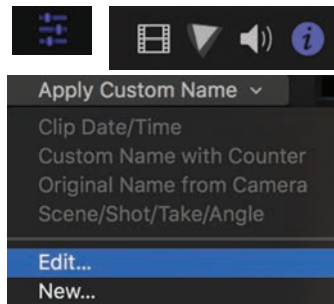 i
Apply Custom Name
Clip Date/Time
Custom Name with Counter
Original Name from Camera
Scene/Shot/Take/Angle
Edit...
New...